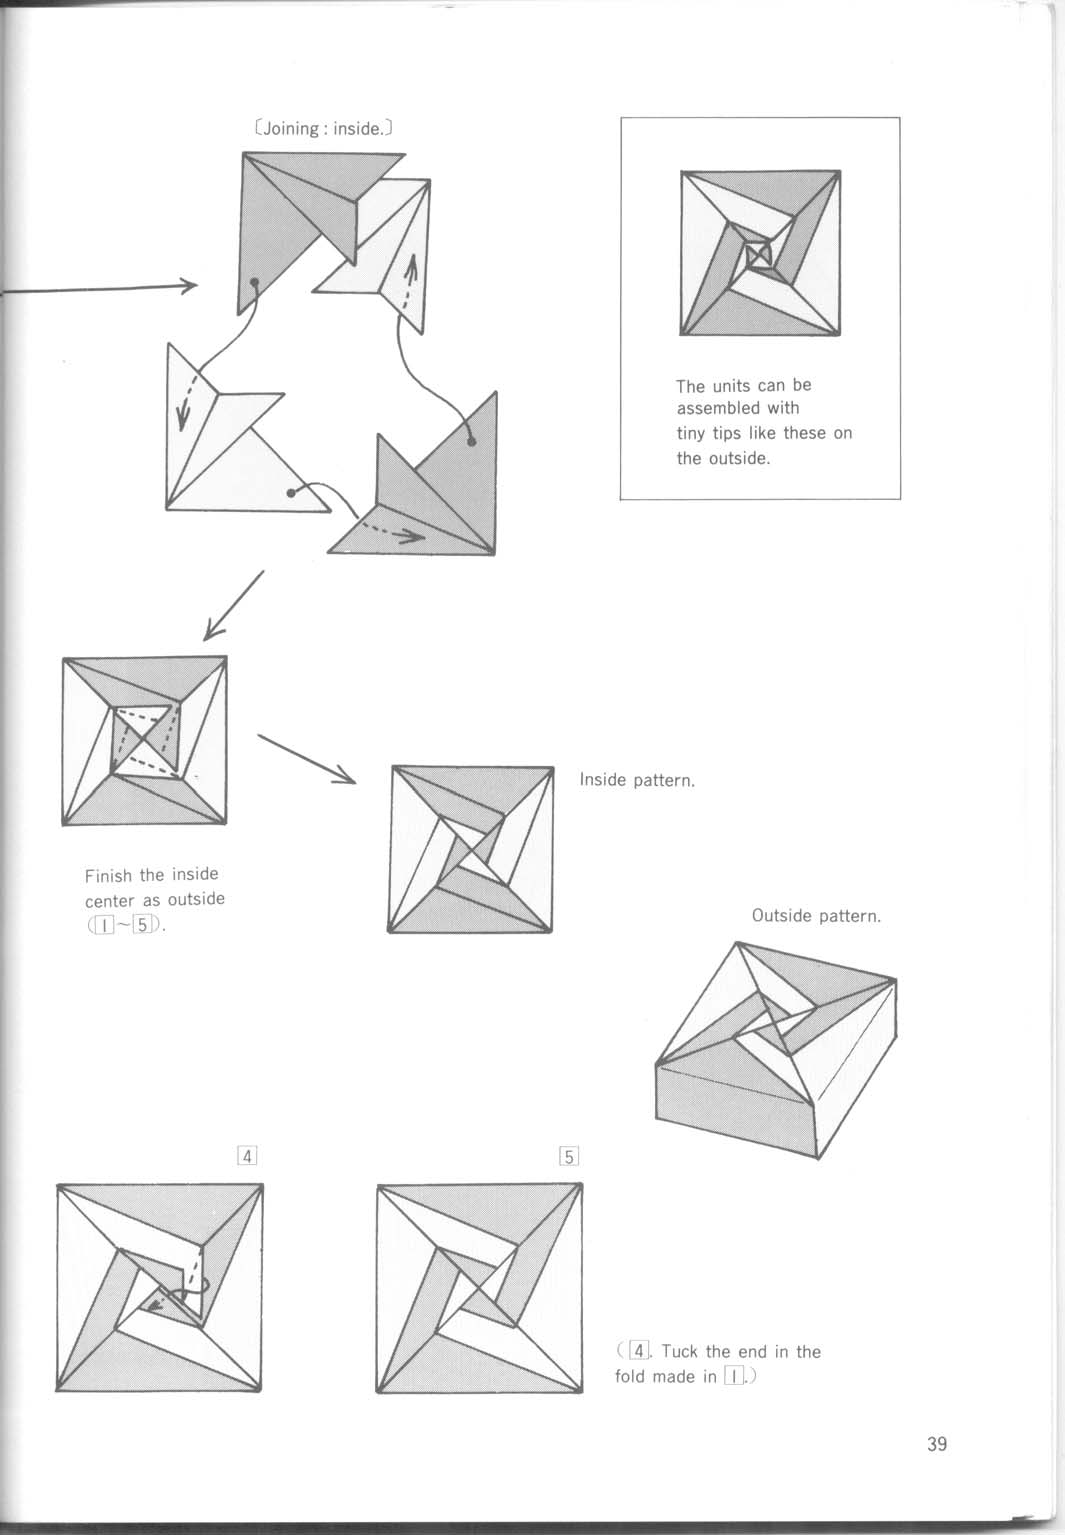 〔Joining : inside.〕
The units can be
assembled with
tiny tips like these on
the outside.
Finish the inside
center as outside
(1~5).
Inside pattern.
Outside pattern.
4
5
(4. Tuck the end in the
fold made in 1.)
39